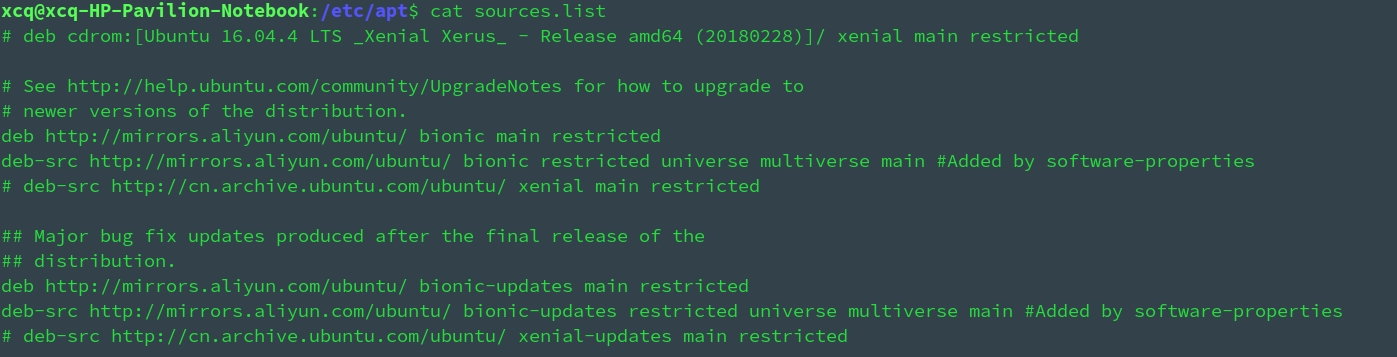 xcq@xcq-HP-Pavilion-Notebook:/etc/apt$ cat sources.list
# deb cdrom:[Ubuntu 16.04.4 LTS _Xenial Xerus_ - Release amd64 (20180228)]/ xenial main restricted
# See http://help.ubuntu.com/community/UpgradeNotes for how to upgrade to
# newer versions of the distribution.
deb http://mirrors.aliyun.com/ubuntu/ bionic main restricted
deb-src http://mirrors.aliyun.com/ubuntu/ bionic restricted universe multiverse main #Added by software-properties
# deb-src http://cn.archive.ubuntu.com/ubuntu/ xenial main restricted
## Major bug fix updates produced after the final release of the
## distribution.
deb http://mirrors.aliyun.com/ubuntu/ bionic-updates main restricted
deb-src http://mirrors.aliyun.com/ubuntu/ bionic-updates restricted universe multiverse main #Added by software-properties
# deb-src http://cn.archive.ubuntu.com/ubuntu/ xenial-updates main restricted